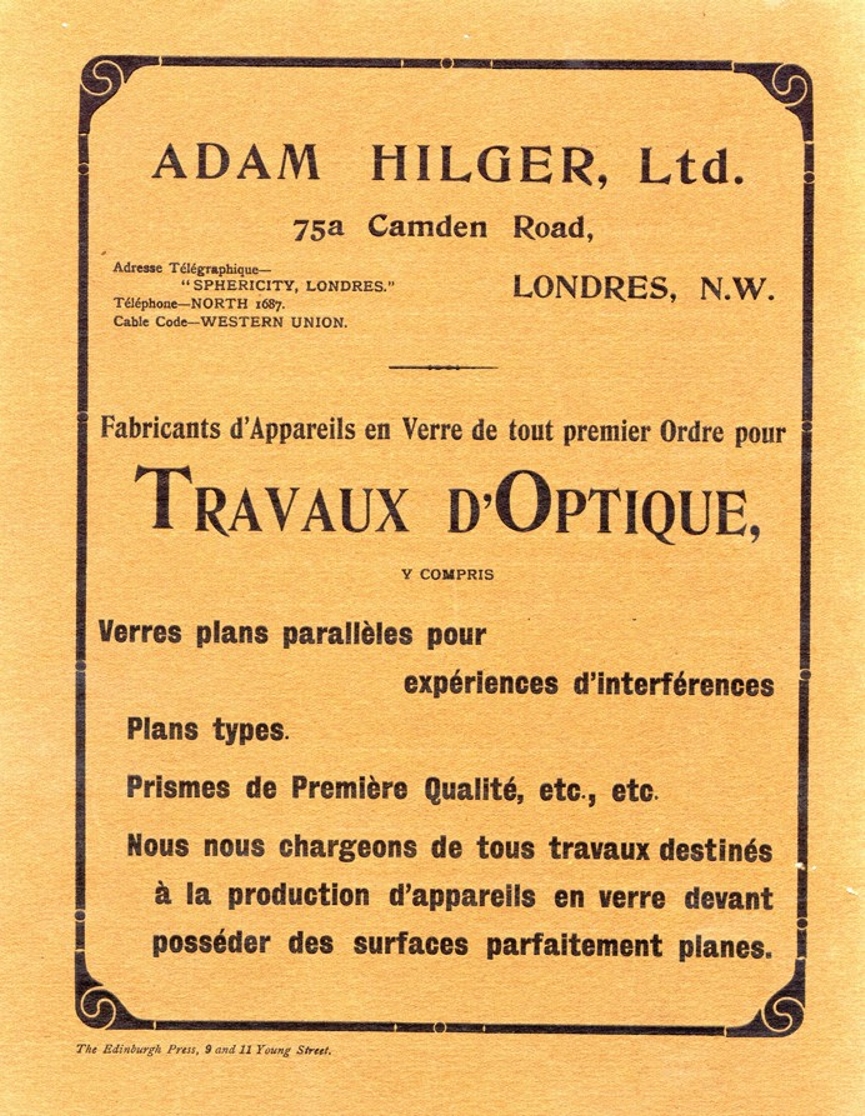 ADAM HILGER, Ltd.
75a Camden Road,
Adresse Télégraphique—
"SPHERICITY, LONDRES."
Téléphone—NORTH 1687.
Cable Code—WESTERN UNION.
LONDRES, N.W.
Fabricants d'Appareils en Verre de tout premier Ordre pour
TRAVAUX D'OPTIQUE,
Y COMPRIS
Verres plans parallèles pour
expériences d'interférences
Plans types.
Prismes de Première Qualité, etc., etc.
Nous nous chargeons de tous travaux destinés
à la production d'appareils en verre devant
posséder des surfaces parfaitement planes.
The Edinburgh Press, 9 and 11 Young Street.